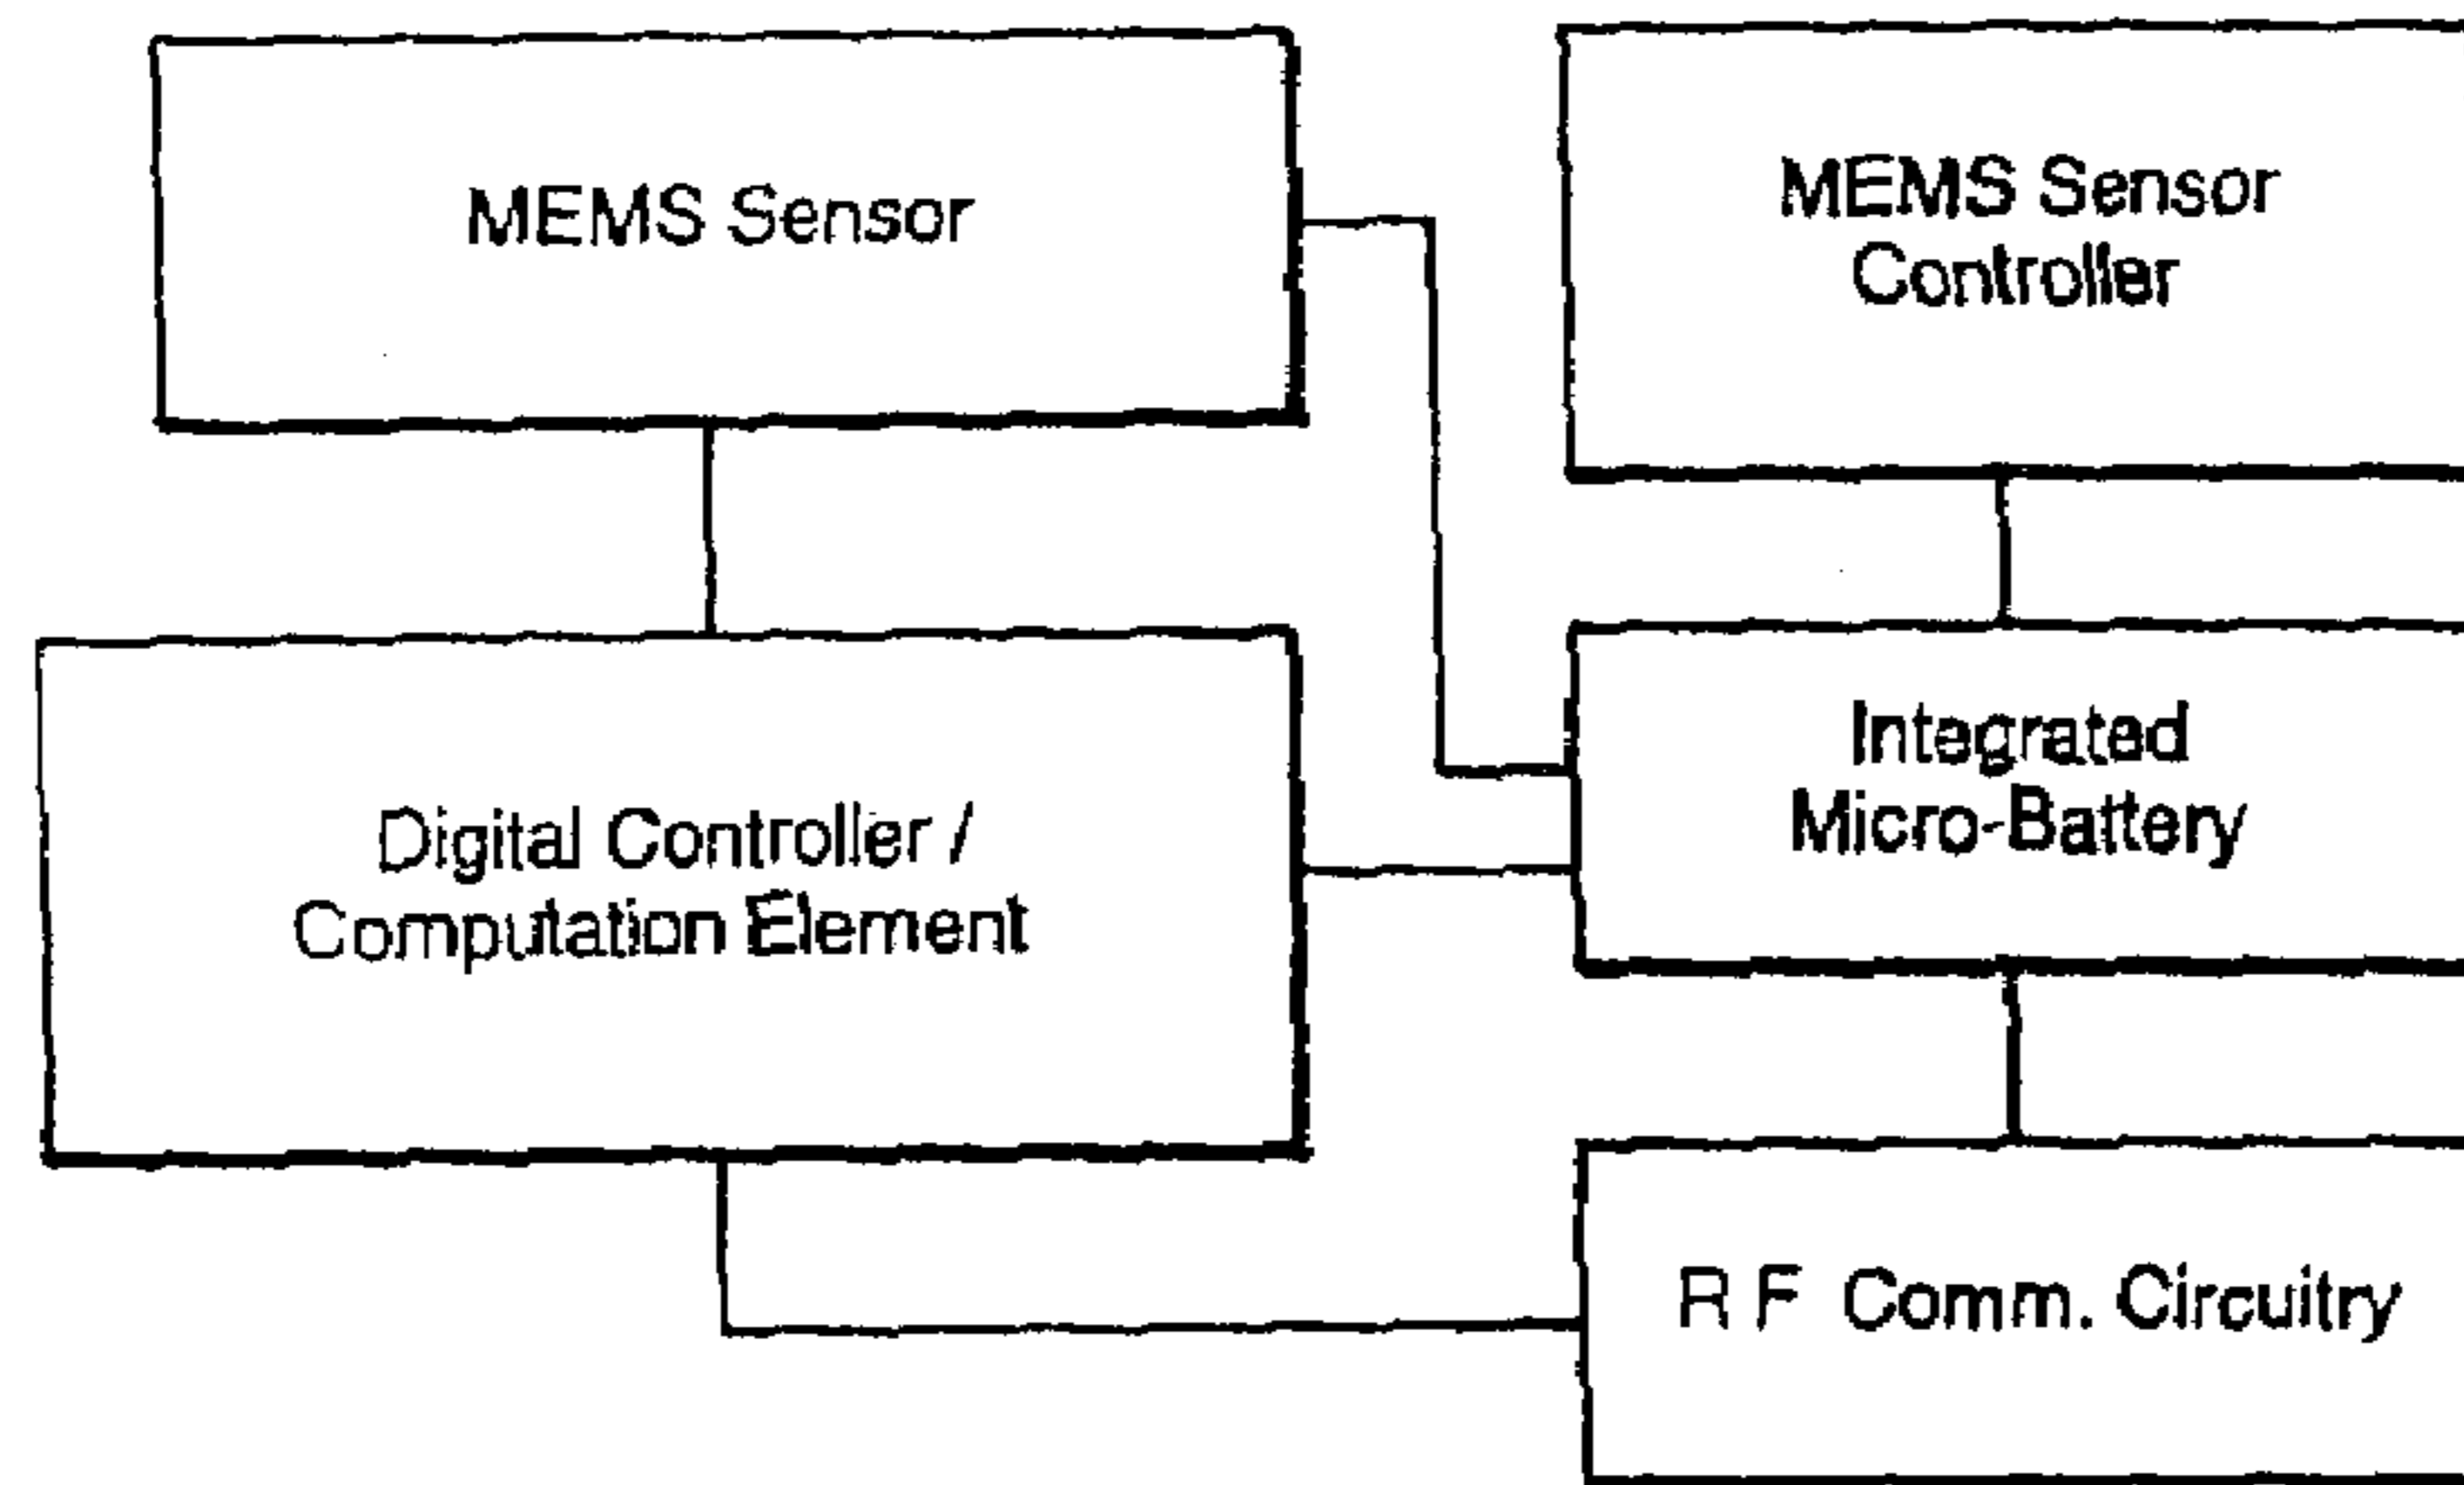 MEMS Sensor
MEMS Sensor
Controller
Digital Controller /
Computation Element
Integrated
Micro-Battery
R F Comm. Circuitry